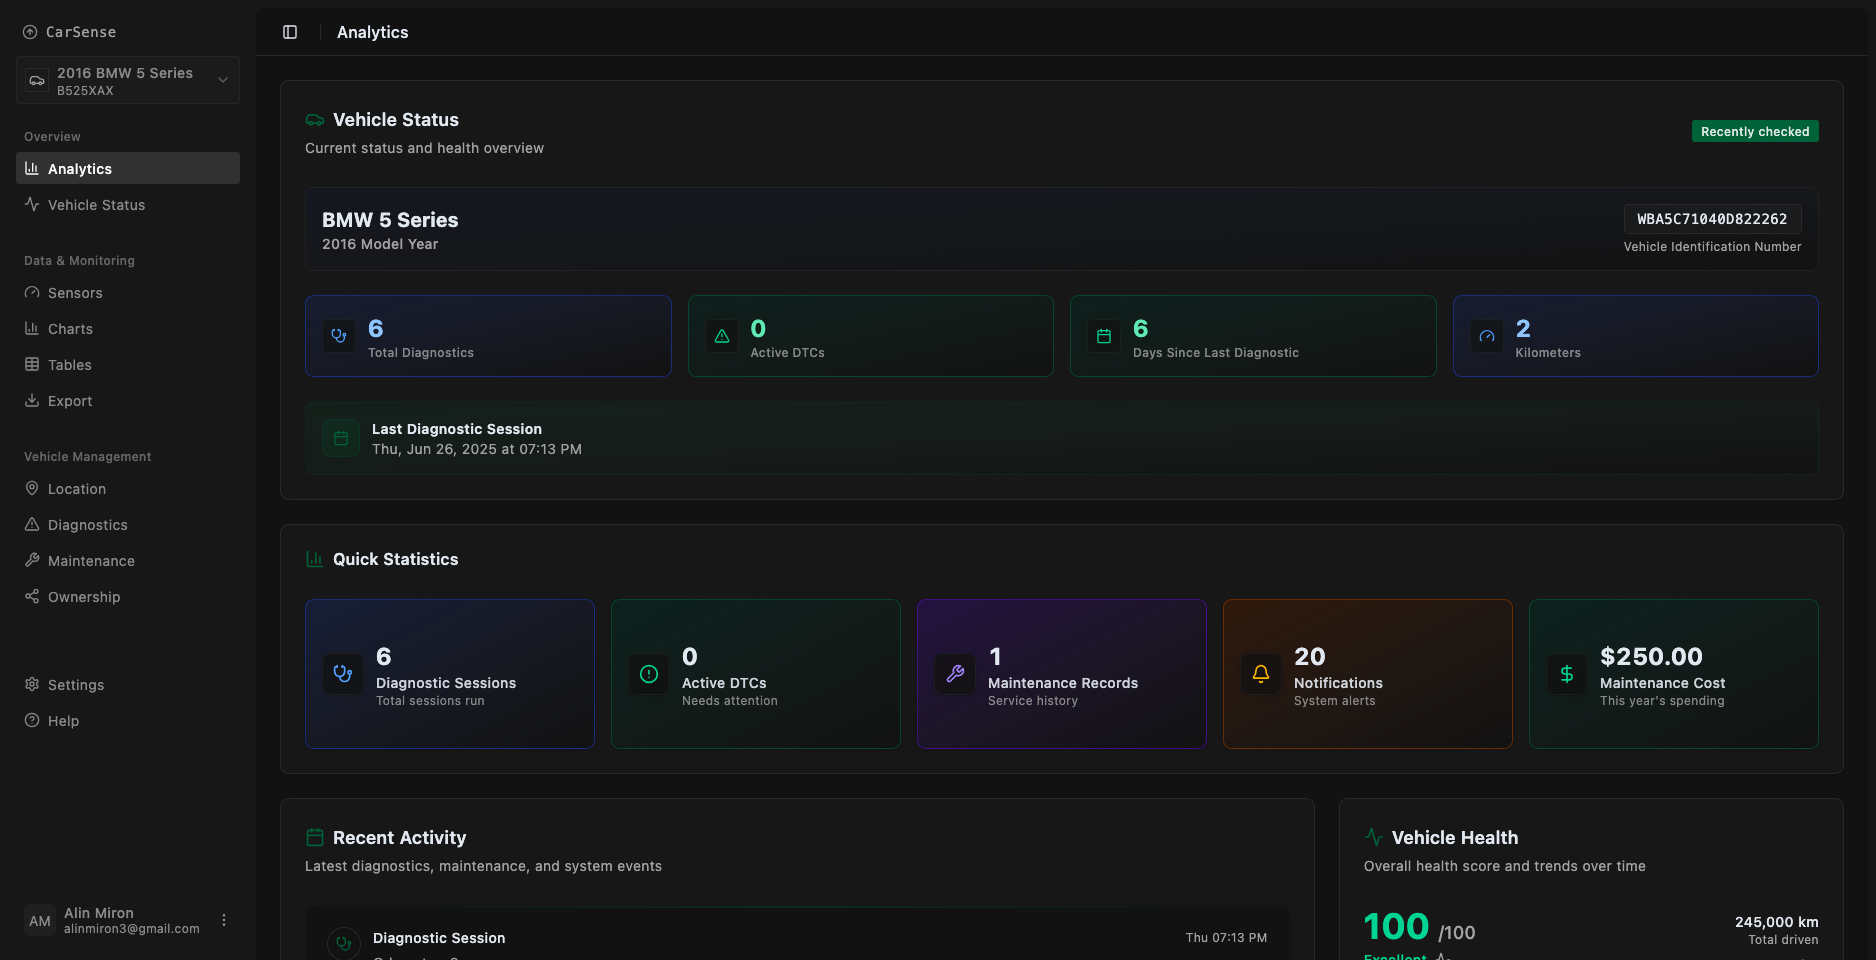 CarSense
2016 BMW 5 Series
B525XAX
Overview
Analytics
Vehicle Status
Data & Monitoring
Sensors
Charts
Tables
Export
Vehicle Management
Location
Diagnostics
Maintenance
Ownership
Settings
Help
AM
Alin Miron
alinmiron3@gmail.com
Analytics
Vehicle Status
Current status and health overview
Recently checked
BMW 5 Series
2016 Model Year
WBA5C71040D822262
Vehicle Identification Number
6
Total Diagnostics
0
Active DTCs
6
Days Since Last Diagnostic
2
Kilometers
Last Diagnostic Session
Thu, Jun 26, 2025 at 07:13 PM
Quick Statistics
6
Diagnostic Sessions
Total sessions run
0
Active DTCs
Needs attention
1
Maintenance Records
Service history
20
Notifications
System alerts
$250.00
Maintenance Cost
This year's spending
Recent Activity
Latest diagnostics, maintenance, and system events
Diagnostic Session
Thu 07:13 PM
Vehicle Health
Overall health score and trends over time
100 /100
245,000 km
Total driven
Excellent